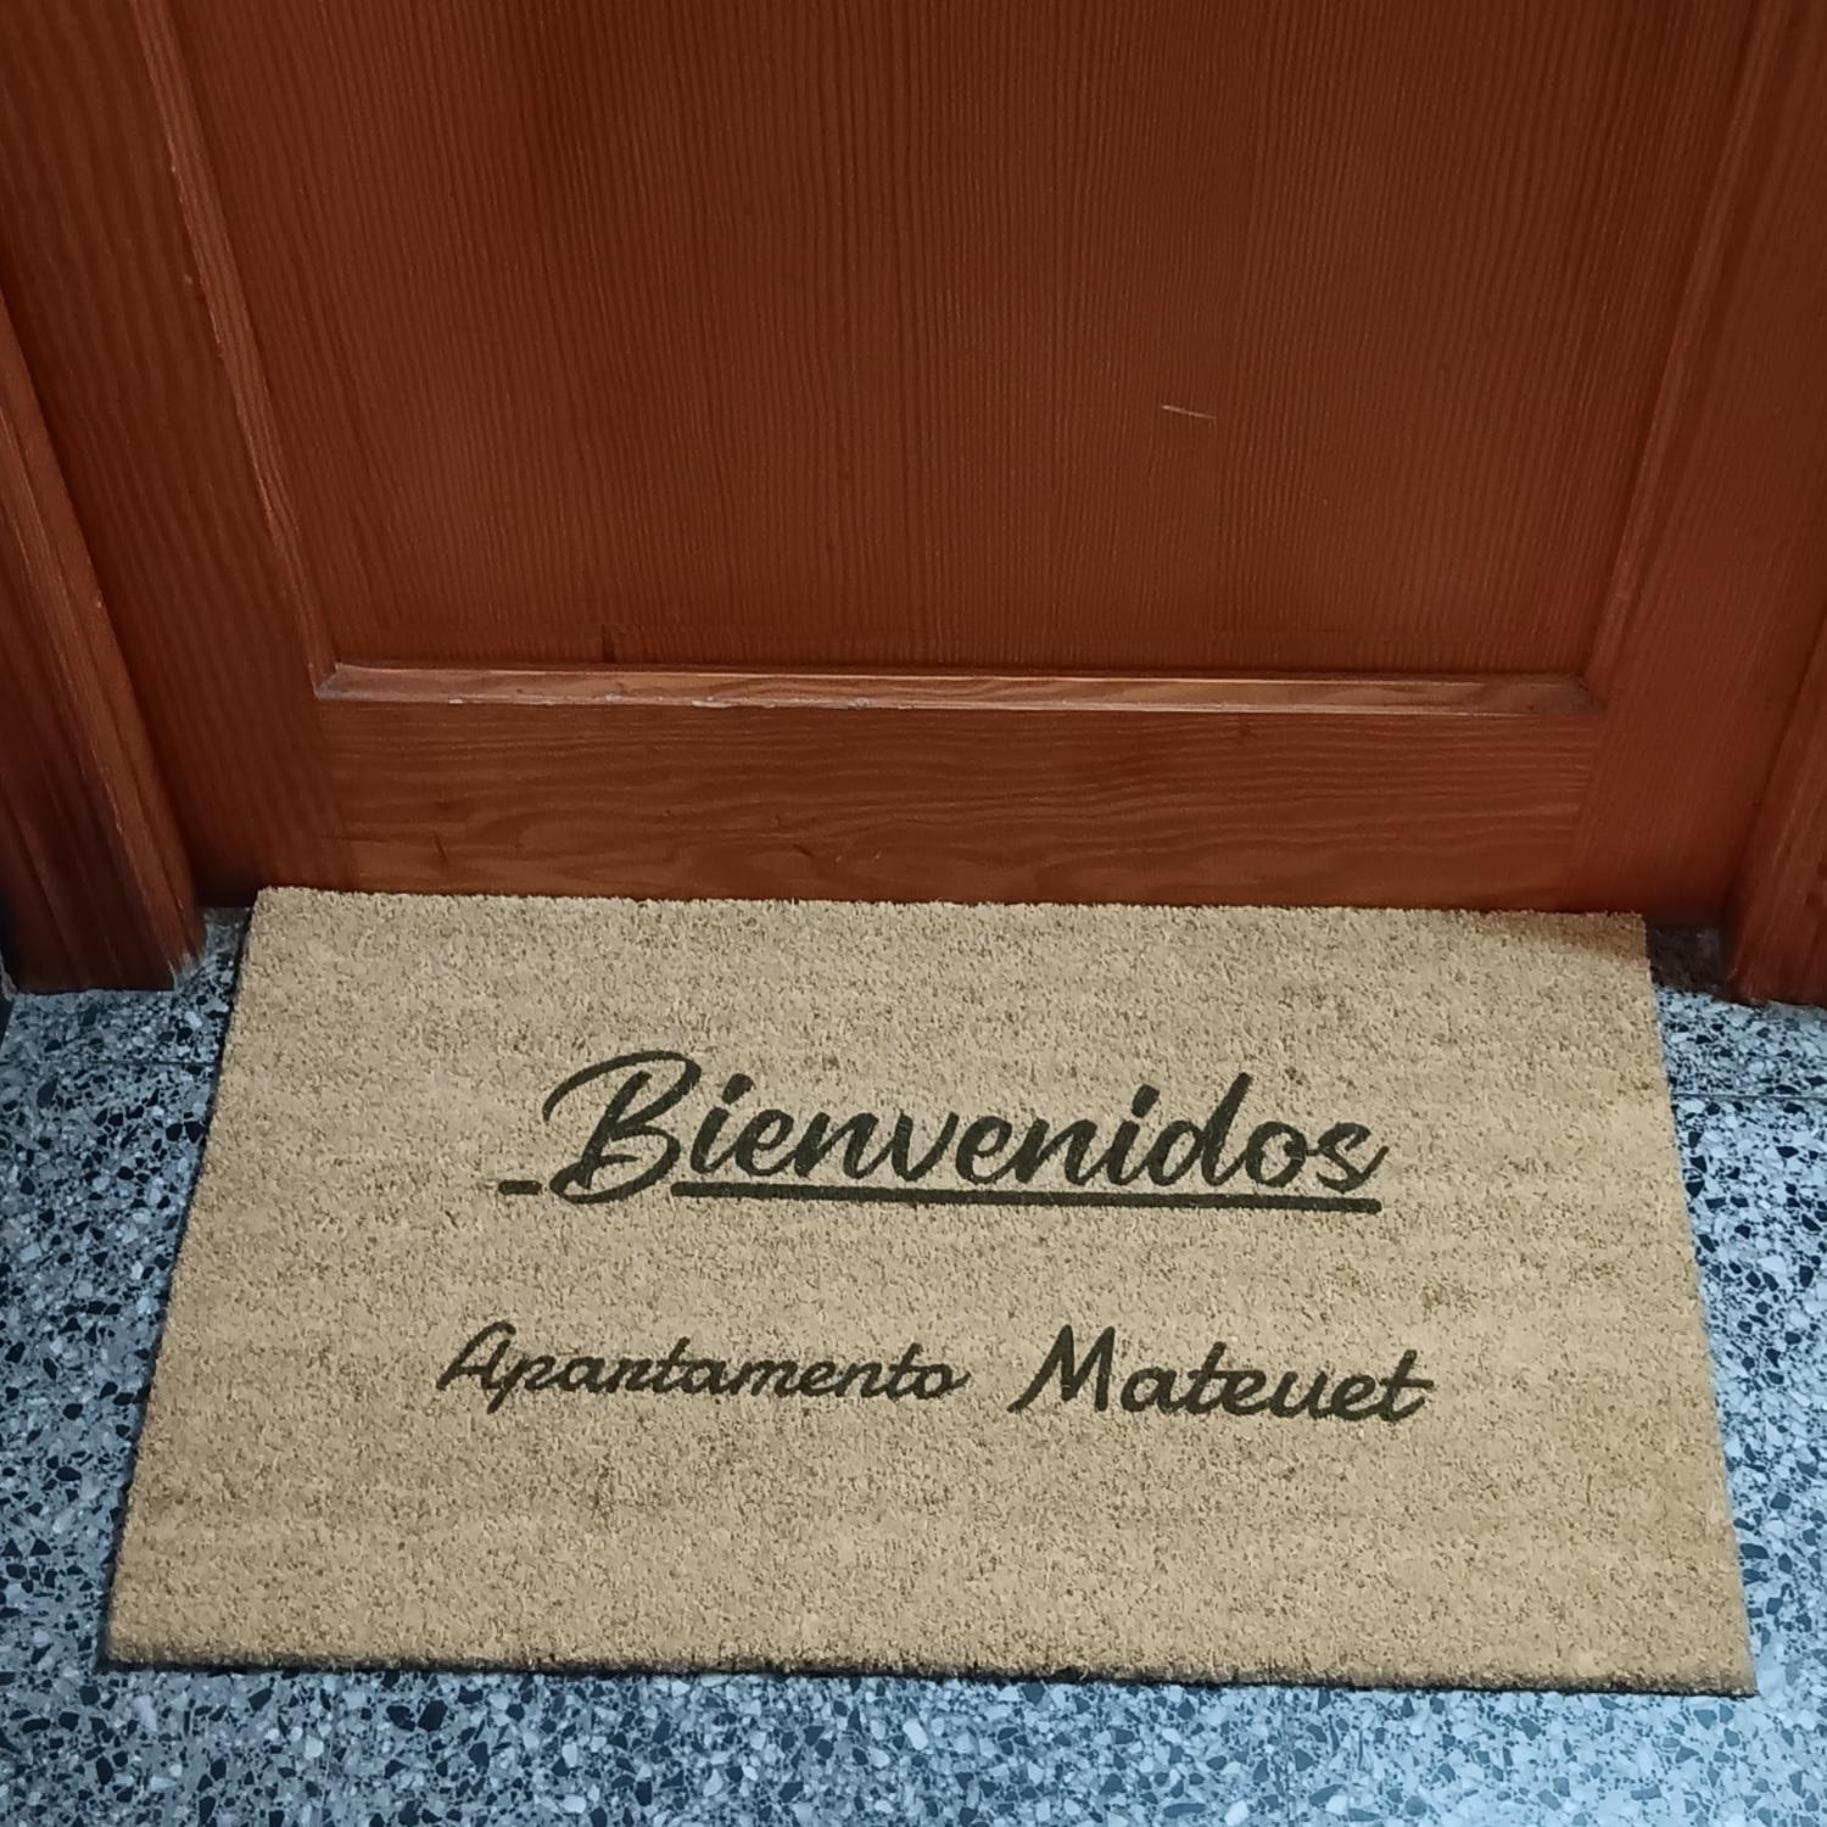 Bienvenidos
Apartamento Mateuet